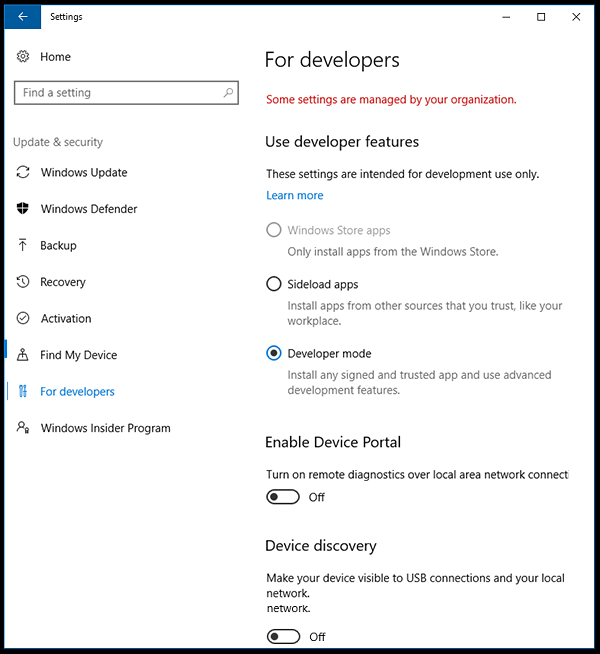 Settings
Home
Find a setting
Update & security
Windows Update
Windows Defender
Backup
Recovery
Activation
Find My Device
For developers
Windows Insider Program
For developers
Some settings are managed by your organization.
Use developer features
These settings are intended for development use only.
Learn more
Windows Store apps
Only install apps from the Windows Store.
Sideload apps
Install apps from other sources that you trust, like your
workplace.
Developer mode
Install any signed and trusted app and use advanced
development features.
Enable Device Portal
Turn on remote diagnostics over local area network connecti
Off
Device discovery
Make your device visible to USB connections and your local
network.
network.
Off